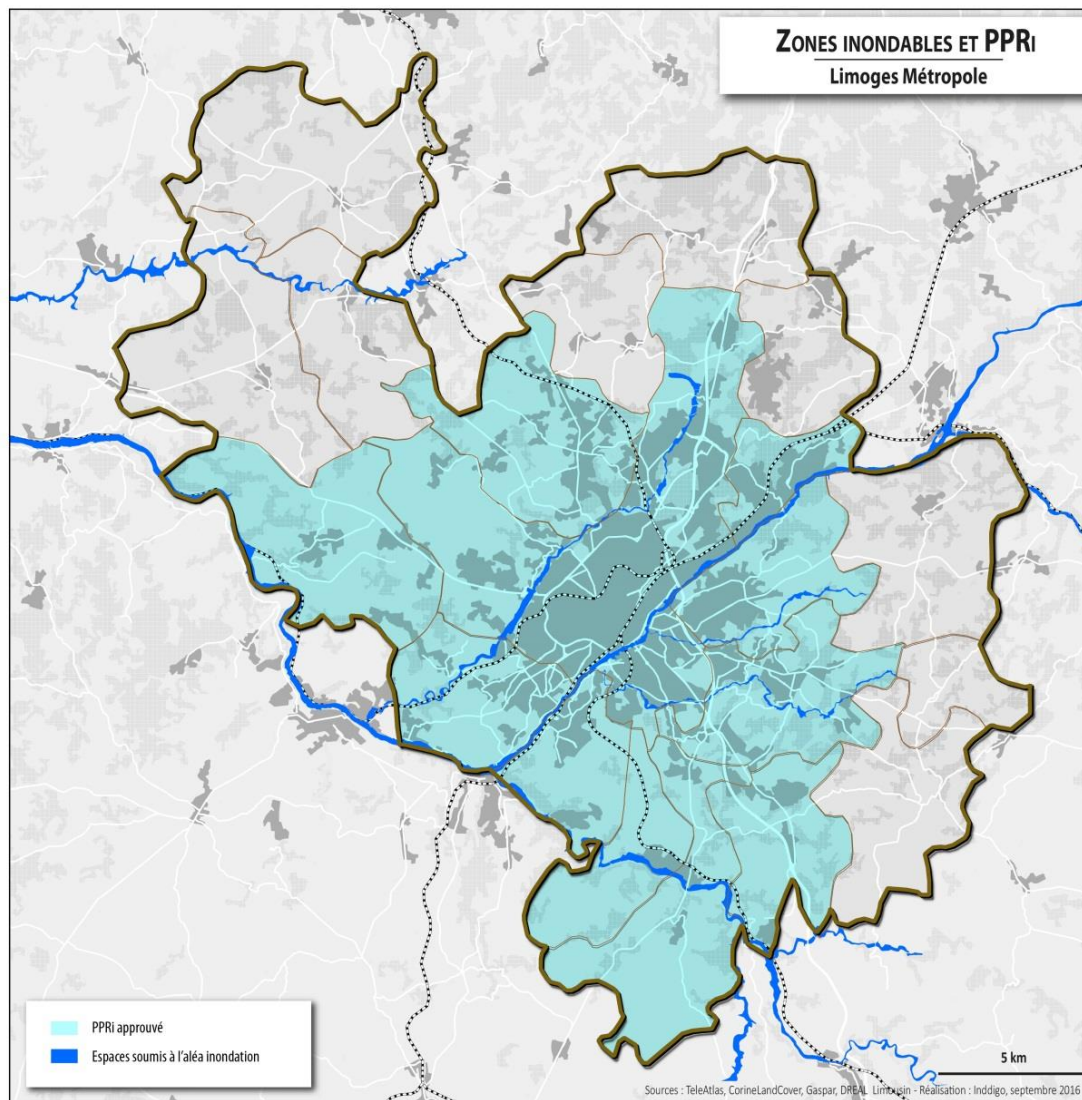 ZONES INONDABLES ET PPRI
Limoges Métropole
PPRi approuvé
Espaces soumis à l'aléa inondation
5 km
Sources : TeleAtlas, CorineLandCover, Gaspar, DREAL Limousin - Réalisation : Inddigo, septembre 2016